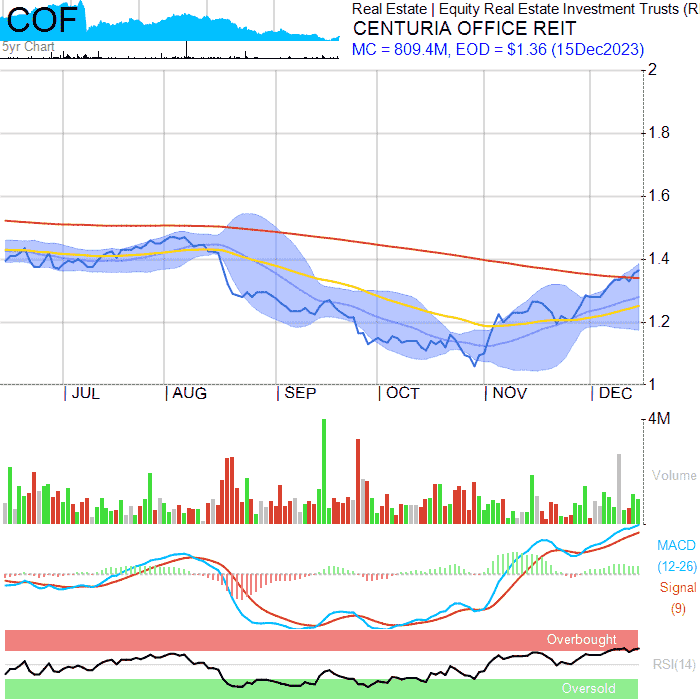 COF
5yr Chart
Real Estate | Equity Real Estate Investment Trusts (R
CENTURIA OFFICE REIT
MC = 809.4M, EOD = $1.36 (15Dec2023)
2
1.8
1.6
1.4
1.2
1
JUL AUG SEP OCT NOV DEC
4M
Volume
MACD
(12-26)
Signal
(9)
Overbought
RSI(14)
Oversold